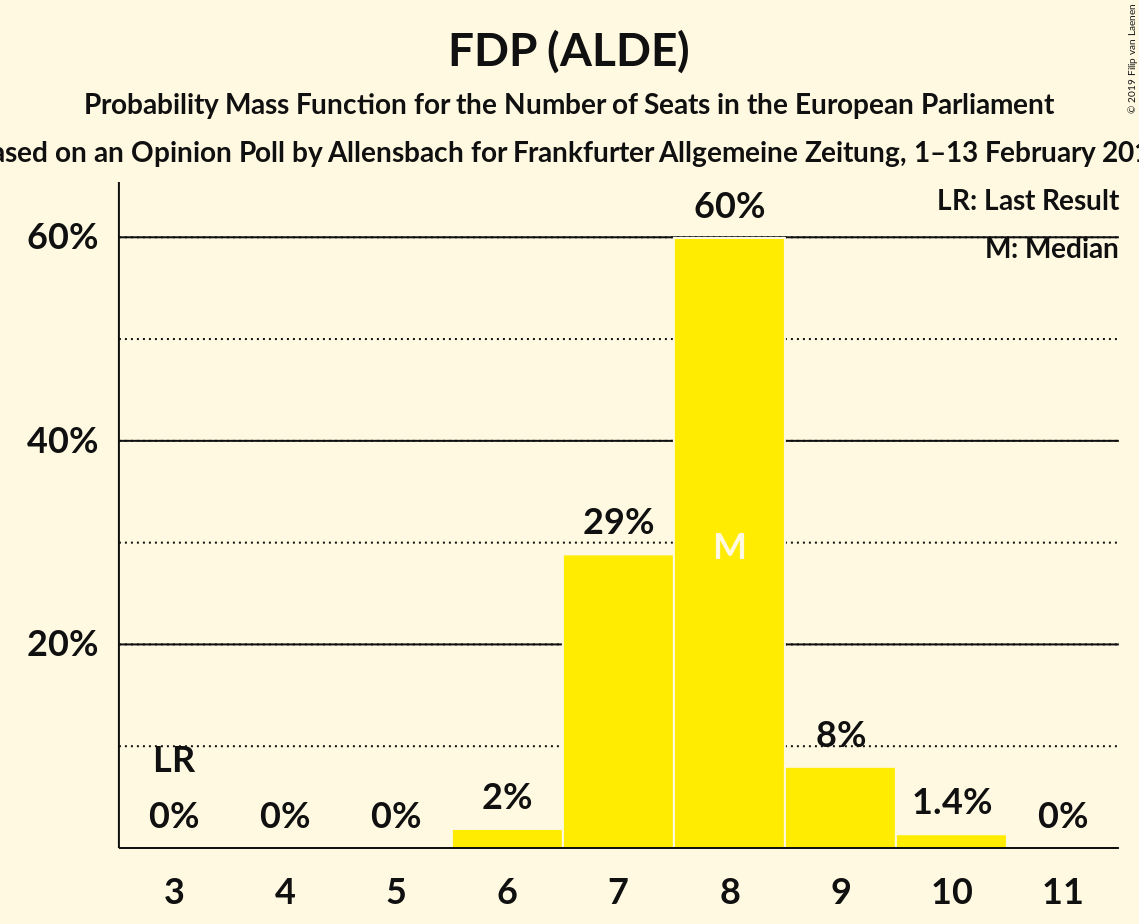 FDP (ALDE)
Probability Mass Function for the Number of Seats in the European Parliament
ased on an Opinion Poll by Allensbach for Frankfurter Allgemeine Zeitung, 1–13 February 201
© 2019 Filip van Laenen
LR: Last Result
M: Median
60%
40%
20%
LR
0%
0%
0%
2%
29%
60%
M
8%
1.4%
0%
3 4 5 6 7 8 9 10 11